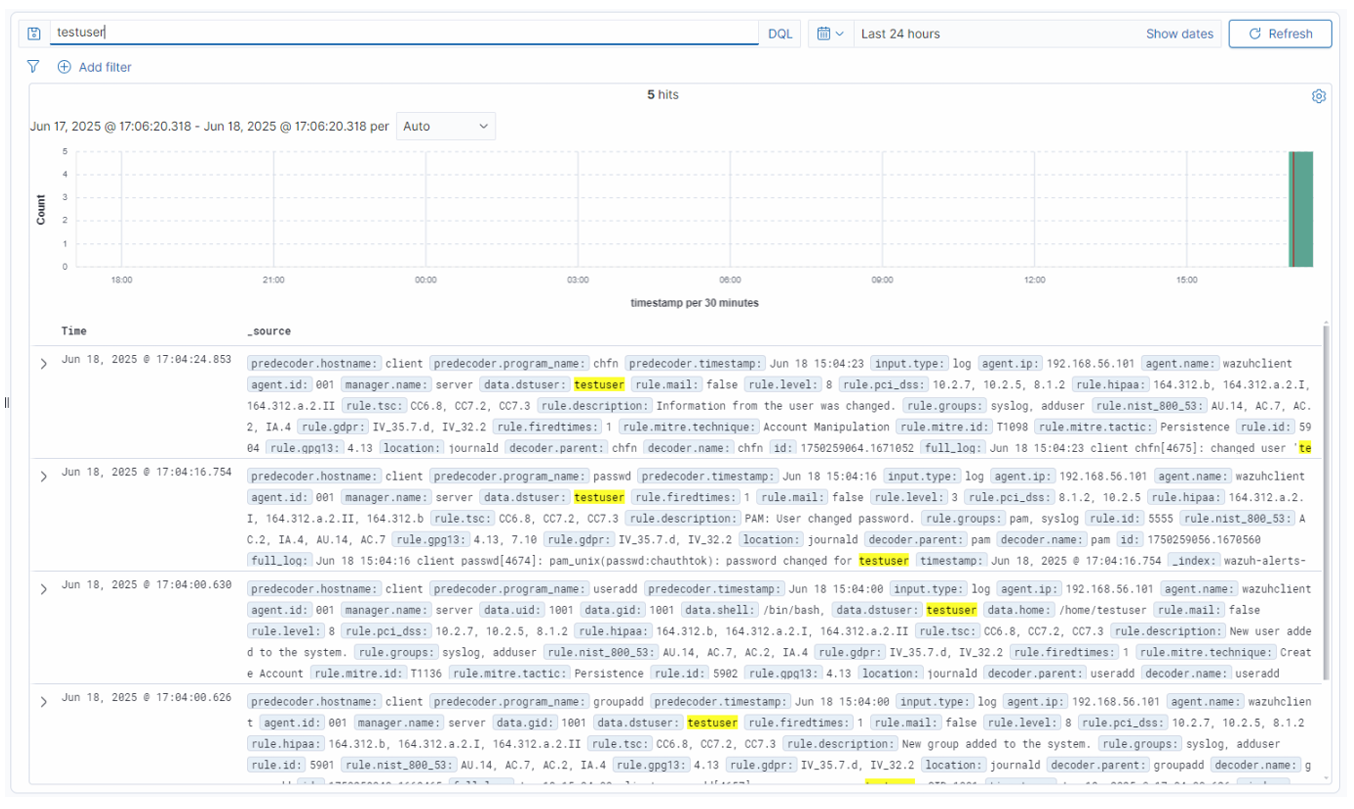 testuser
DQL
Last 24 hours
Show dates
Refresh
Add filter
5 hits
Jun 17, 2025 @ 17:06:20.318 - Jun 18, 2025 @ 17:06:20.318 per
Auto
5
4
3
2
1
0
Count
18:00 21:00 00:00 03:00 06:00 09:00 12:00 15:00
timestamp per 30 minutes
Time _source
Jun 18, 2025 @ 17:04:24.853
predecoder.hostname: client predecoder.program_name: chfn predecoder.timestamp: Jun 18 15:04:23 input.type: log agent.ip: 192.168.56.101 agent.name: wazuhclient
agent.id: 001 manager.name: server data.dstuser: testuser rule.mail: false rule.level: 8 rule.pci_dss: 10.2.7, 10.2.5, 8.1.2 rule.hipaa: 164.312.b, 164.312.a.2.I,
164.312.a.2.II rule.tsc: CC6.8, CC7.2, CC7.3 rule.description: Information from the user was changed. rule.groups: syslog, adduser rule.nist_800_53: AU.14, AC.7, AC.
2, IA.4 rule.gdpr: IV_35.7.d, IV_32.2 rule.firedtimes: 1 rule.mitre.technique: Account Manipulation rule.mitre.id: T1098 rule.mitre.tactic: Persistence rule.id: 59
04 rule.gpg13: 4.13 location: journald decoder.parent: chfn decoder.name: chfn id: 1750259064.1671052 full_log: Jun 18 15:04:23 client chfn[4675]: changed user 'te
Jun 18, 2025 @ 17:04:16.754
predecoder.hostname: client predecoder.program_name: passwd predecoder.timestamp: Jun 18 15:04:16 input.type: log agent.ip: 192.168.56.101 agent.name: wazuhclient
agent.id: 001 manager.name: server data.dstuser: testuser rule.firedtimes: 1 rule.mail: false rule.level: 3 rule.pci_dss: 8.1.2, 10.2.5 rule.hipaa: 164.312.a.2.
I, 164.312.a.2.II, 164.312.b rule.tsc: CC6.8, CC7.2, CC7.3 rule.description: PAM: User changed password. rule.groups: pam, syslog rule.id: 5555 rule.nist_800_53: A
C.2, IA.4, AU.14, AC.7 rule.gpg13: 4.13, 7.10 rule.gdpr: IV_35.7.d, IV_32.2 location: journald decoder.parent: pam decoder.name: pam id: 1750259056.1670560
full_log: Jun 18 15:04:16 client passwd[4674]: pam_unix(passwd:chauthtok): password changed for testuser timestamp: Jun 18, 2025 @ 17:04:16.754 _index: wazuh-alerts-
Jun 18, 2025 @ 17:04:00.630
predecoder.hostname: client predecoder.program_name: useradd predecoder.timestamp: Jun 18 15:04:00 input.type: log agent.ip: 192.168.56.101 agent.name: wazuhclient
agent.id: 001 manager.name: server data.uid: 1001 data.gid: 1001 data.shell: /bin/bash, data.dstuser: testuser data.home: /home/testuser rule.mail: false
rule.level: 8 rule.pci_dss: 10.2.7, 10.2.5, 8.1.2 rule.hipaa: 164.312.b, 164.312.a.2.I, 164.312.a.2.II rule.tsc: CC6.8, CC7.2, CC7.3 rule.description: New user adde
d to the system. rule.groups: syslog, adduser rule.nist_800_53: AU.14, AC.7, AC.2, IA.4 rule.gdpr: IV_35.7.d, IV_32.2 rule.firedtimes: 1 rule.mitre.technique: Creat
e Account rule.mitre.id: T1136 rule.mitre.tactic: Persistence rule.id: 5902 rule.gpg13: 4.13 location: journald decoder.parent: useradd decoder.name: useradd
Jun 18, 2025 @ 17:04:00.626
predecoder.hostname: client predecoder.program_name: groupadd predecoder.timestamp: Jun 18 15:04:00 input.type: log agent.ip: 192.168.56.101 agent.name: wazuhclien
t agent.id: 001 manager.name: server data.gid: 1001 data.dstuser: testuser rule.firedtimes: 1 rule.mail: false rule.level: 8 rule.pci_dss: 10.2.7, 10.2.5, 8.1.2
rule.hipaa: 164.312.b, 164.312.a.2.I, 164.312.a.2.II rule.tsc: CC6.8, CC7.2, CC7.3 rule.description: New group added to the system. rule.groups: syslog, adduser
rule.id: 5901 rule.nist_800_53: AU.14, AC.7, AC.2, IA.4 rule.gpg13: 4.13 rule.gdpr: IV_35.7.d, IV_32.2 location: journald decoder.parent: groupadd decoder.name: g